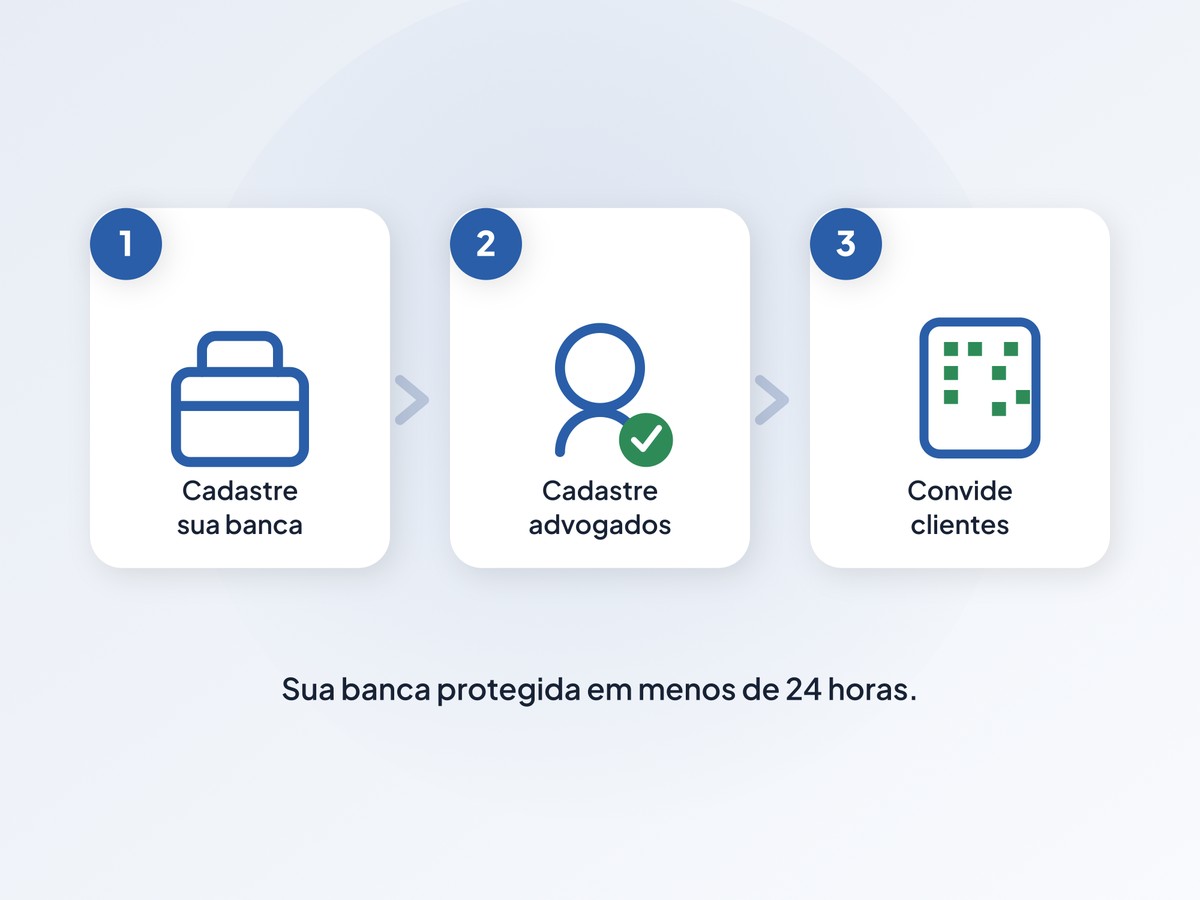 1
Cadastre
sua banca
2
Cadastre
advogados
3
Convide
clientes
Sua banca protegida em menos de 24 horas.